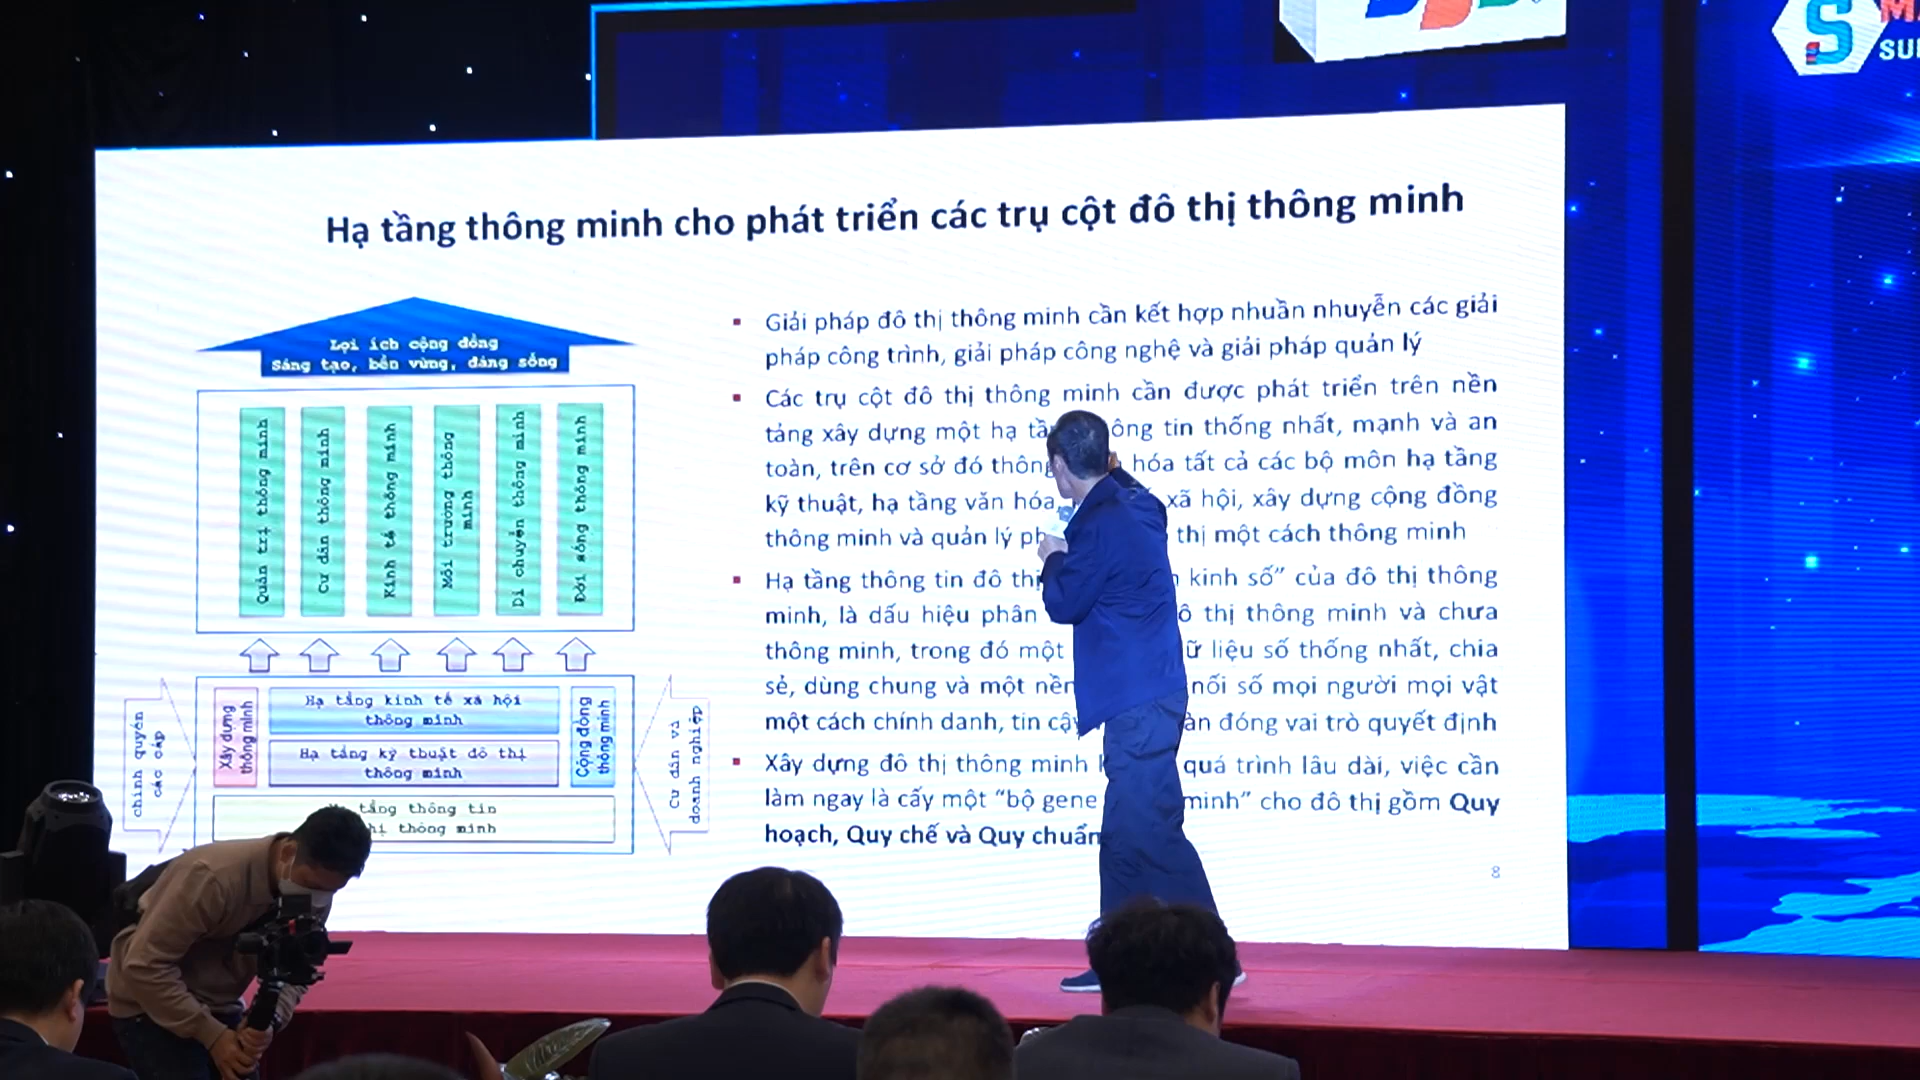 SU
Hạ tầng thông minh cho phát triển các trụ cột đô thị thông minh
Lợi ích cộng đồng
Sáng tạo, bền vững, đáng sống
Quản trị thông minh
Cư dân thông minh
Kinh tế thông minh
Môi trường thông
minh
Di chuyển thông minh
Đời sống thông minh
chính quyền
các cấp
Xây dựng
thông minh
Hạ tầng kinh tế xã hội
thông minh
Hạ tầng kỹ thuật đô thị
thông minh
Cộng đồng
thông minh
tầng thông tin
thị thông minh
Cư dân và
doanh nghiệp
▪ Giải pháp đô thị thông minh cần kết hợp nhuần nhuyễn các giải
pháp công trình, giải pháp công nghệ và giải pháp quản lý
▪ Các trụ cột đô thị thông minh cần được phát triển trên nền
tảng xây dựng một hạ ông tin thống nhất, mạnh và an
toàn, trên cơ sở đó thông hóa tất cả các bộ môn hạ tầng
kỹ thuật, hạ tầng văn hóa, xã hội, xây dựng cộng đồng
thông minh và quản lý thị một cách thông minh
▪ Hạ tầng thông tin đô thị kinh số” của đô thị thông
minh, là dấu hiệu phân ô thị thông minh và chưa
thông minh, trong đó một ữ liệu số thống nhất, chia
sẻ, dùng chung và một nền nối số mọi người mọi vật
một cách chính danh, tin cậy àn đóng vai trò quyết định
▪ Xây dựng đô thị thông minh quá trình lâu dài, việc cần
làm ngay là cấy một “bộ gene minh” cho đô thị gồm Quy
hoạch, Quy chế và Quy chuẩn
8